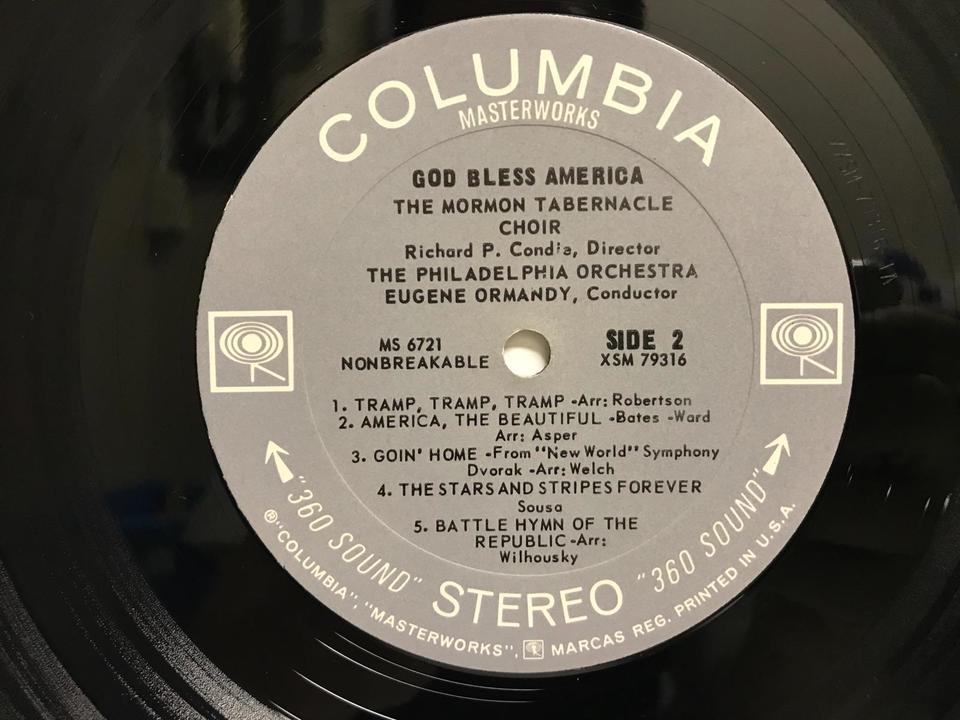 COLUMBIA
MASTERWORKS
GOD BLESS AMERICA
THE MORMON TABERNACLE
CHOIR
Richard P. Condie, Director
THE PHILADELPHIA ORCHESTRA
EUGENE ORMANDY, Conductor
MS 6721
NONBREAKABLE
SIDE 2
XSM 79316
1. TRAMP, TRAMP, TRAMP -Arr: Robertson
2. AMERICA, THE BEAUTIFUL -Bates -Ward
Arr: Asper
3. GOIN' HOME -From "New World" Symphony
Dvorak -Arr: Welch
4. THE STARS AND STRIPES FOREVER
Sousa
5. BATTLE HYMN OF THE
REPUBLIC -Arr:
Wilhousky
"360 SOUND" STEREO "360 SOUND"
® "COLUMBIA", "MASTERWORKS", MARCAS REG. PRINTED IN U.S.A.